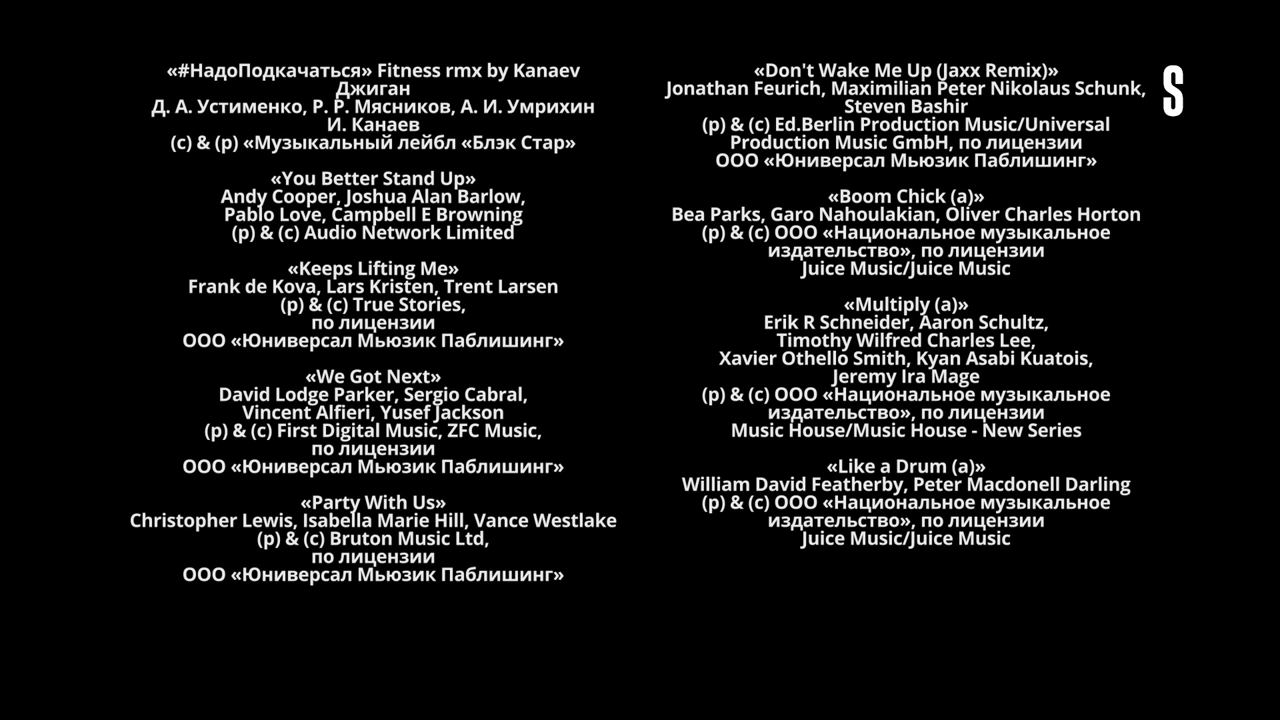 «#НадоПодкачаться» Fitness rmx by Kanaev
Джиган
Д. А. Устименко, Р. Р. Мясников, А. И. Умрихин
И. Канаев
(с) & (р) «Музыкальный лейбл «Блэк Стар»
«You Better Stand Up»
Andy Cooper, Joshua Alan Barlow,
Pablo Love, Campbell E Browning
(p) & (c) Audio Network Limited
«Keeps Lifting Me»
Frank de Kova, Lars Kristen, Trent Larsen
(p) & (c) True Stories,
по лицензии
ООО «Юниверсал Мьюзик Паблишинг»
«We Got Next»
David Lodge Parker, Sergio Cabral,
Vincent Alfieri, Yusef Jackson
(p) & (c) First Digital Music, ZFC Music,
по лицензии
ООО «Юниверсал Мьюзик Паблишинг»
«Party With Us»
Christopher Lewis, Isabella Marie Hill, Vance Westlake
(p) & (c) Bruton Music Ltd,
по лицензии
ООО «Юниверсал Мьюзик Паблишинг»
«Don't Wake Me Up (Jaxx Remix)»
Jonathan Feurich, Maximilian Peter Nikolaus Schunk,
Steven Bashir
(p) & (c) Ed.Berlin Production Music/Universal
Production Music GmbH, по лицензии
ООО «Юниверсал Мьюзик Паблишинг»
«Boom Chick (a)»
Bea Parks, Garo Nahoulakian, Oliver Charles Horton
(p) & (c) ООО «Национальное музыкальное
издательство», по лицензии
Juice Music/Juice Music
«Multiply (a)»
Erik R Schneider, Aaron Schultz,
Timothy Wilfred Charles Lee,
Xavier Othello Smith, Kyan Asabi Kuatois,
Jeremy Ira Mage
(p) & (c) ООО «Национальное музыкальное
издательство», по лицензии
Music House/Music House - New Series
«Like a Drum (a)»
William David Featherby, Peter Macdonell Darling
(p) & (c) ООО «Национальное музыкальное
издательство», по лицензии
Juice Music/Juice Music
S